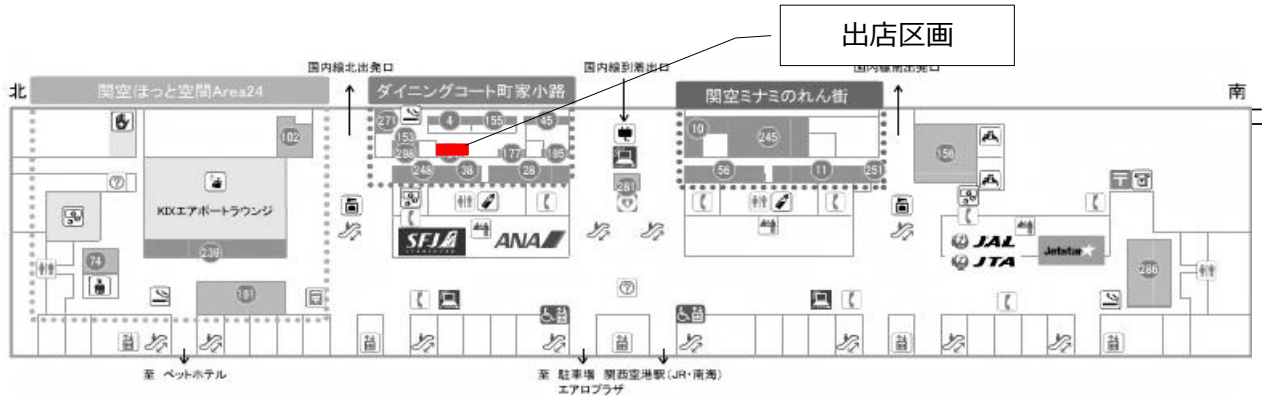 出店区画
国内線北出発口
国内線到着出口
国内線南出発口
北
関空ほっと空間Area24
ダイニングコート町家小路
関空ミナミのれん街
南
271
4
155
45
102
153
10
245
298
177
195
156
248
38
28
281
56
11
251
KIXエアポートラウンジ
SFJ
STARFLYER
ANA
JAL
JTA
Jetstar
239
74
286
191
至 ペットホテル
至 駐車場 関西空港駅(JR・南海)
エアロプラザ